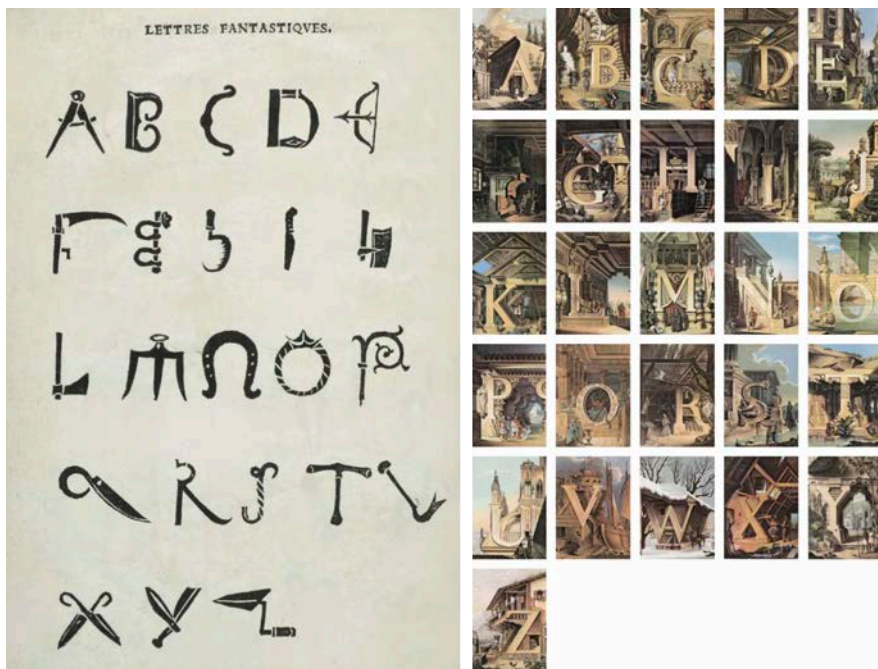 LETTRES FANTASTIQVES.
A B C D E
F G H I K
L M N O P
Q R S T V
X Y Z
A B C D E
F G H I J
K L M N O
P Q R S T
U V W X Y
Z